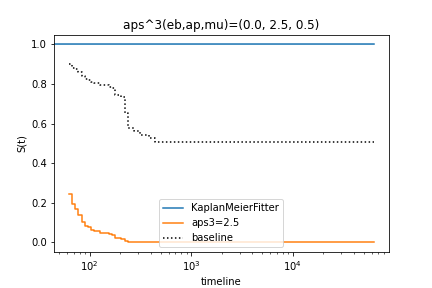 aps^3(eb,ap,mu)=(0.0, 2.5, 0.5)
1.0
0.8
0.6
0.4
0.2
0.0
S(t)
KaplanMeierFitter
aps3=2.5
baseline
10²
10³
10⁴
timeline